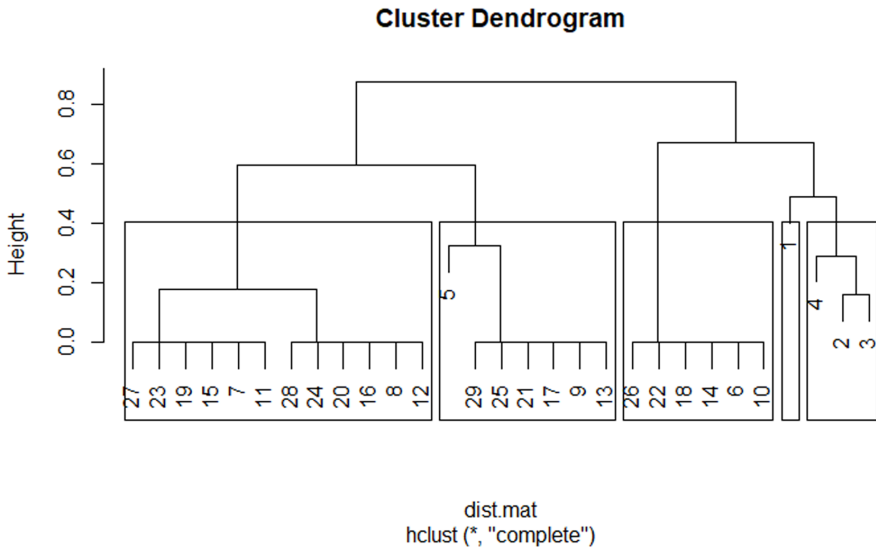 Cluster Dendrogram
Height
0.0 0.2 0.4 0.6 0.8
1
5
4
2 3
27 23 19 15 7 11 28 24 20 16 8 12 29 25 21 17 9 13 26 22 18 14 6 10
dist.mat
hclust (*, "complete")